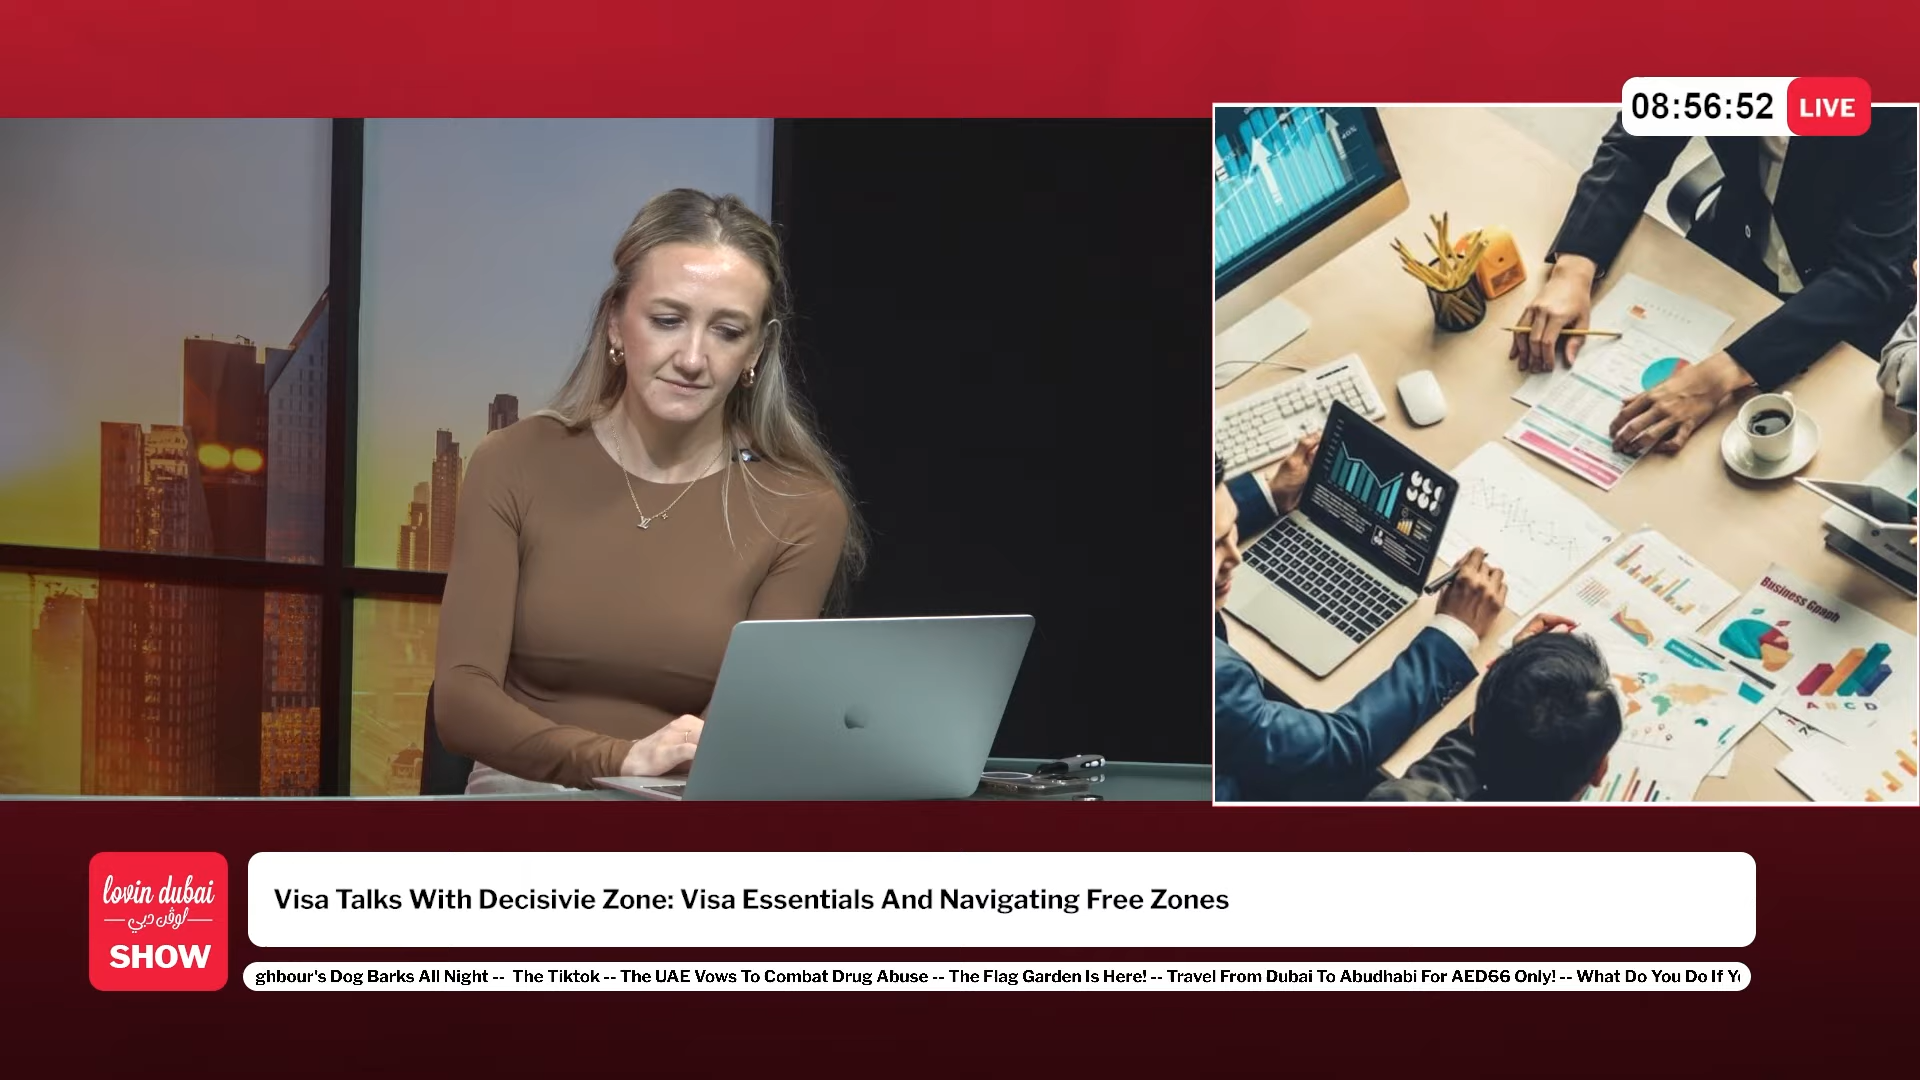 08:56:52 LIVE
40%
Business Graph
A B C D
lovin dubai
لوڤن دبي
SHOW
Visa Talks With Decisivie Zone: Visa Essentials And Navigating Free Zones
ghbour's Dog Barks All Night -- The Tiktok -- The UAE Vows To Combat Drug Abuse -- The Flag Garden Is Here! -- Travel From Dubai To Abudhabi For AED66 Only! -- What Do You Do If